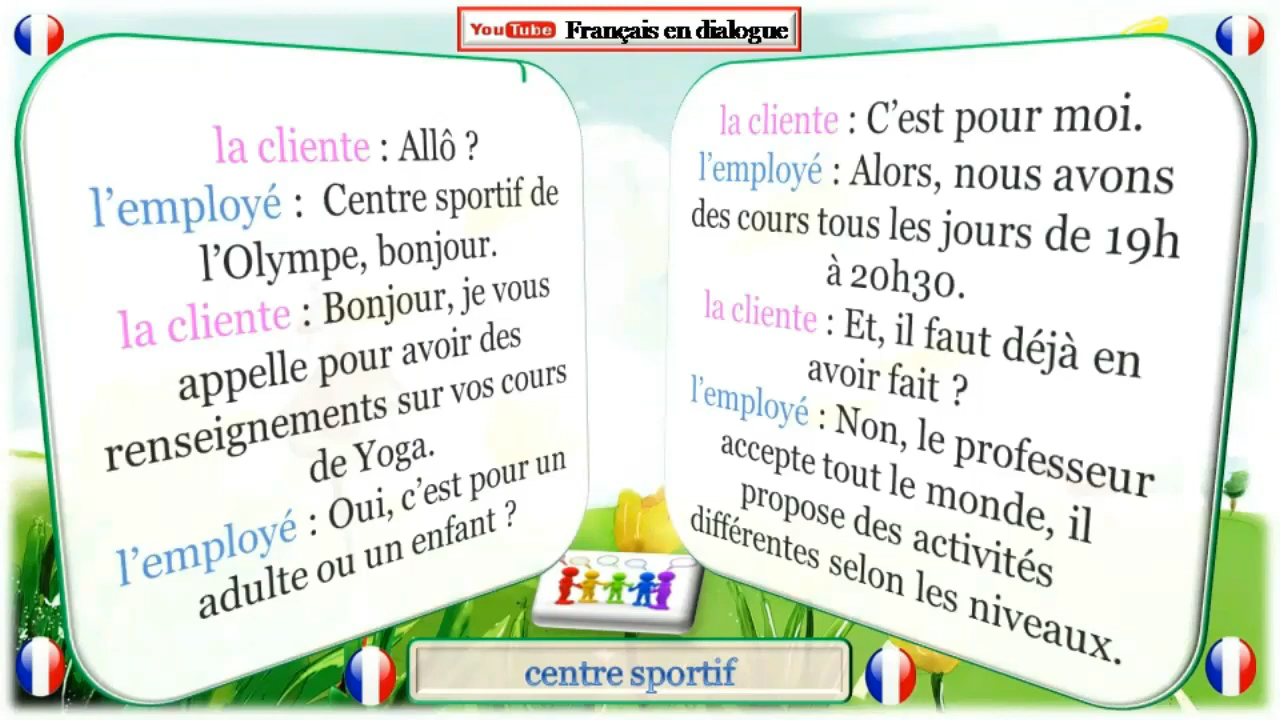 YouTube Français en dialogue
la cliente : Allô ?
l'employé : Centre sportif de
l'Olympe, bonjour.
la cliente : Bonjour, je vous
appelle pour avoir des
renseignements sur vos cours
de Yoga.
l'employé : Oui, c'est pour un
adulte ou un enfant ?
la cliente : C'est pour moi.
l'employé : Alors, nous avons
des cours tous les jours de 19h
à 20h30.
la cliente : Et, il faut déjà en
avoir fait ?
l'employé : Non, le professeur
accepte tout le monde, il
propose des activités
différentes selon les niveaux.
centre sportif